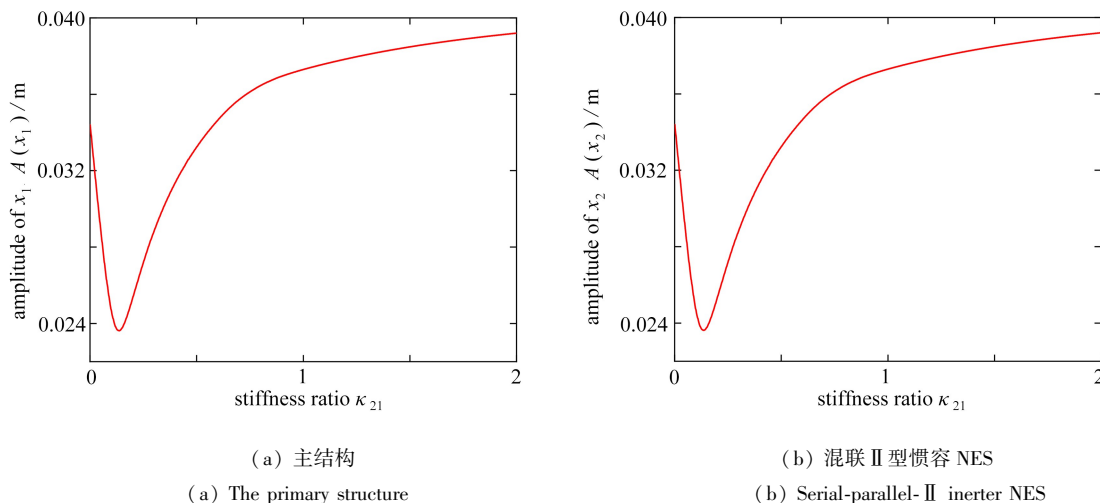 0.040
0.032
0.024
amplitude of x₁ A(x₁)/m
0 1 2
stiffness ratio κ₂₁
(a) 主结构
(a) The primary structure
0.040
0.032
0.024
amplitude of x₂ A(x₂)/m
0 1 2
stiffness ratio κ₂₁
(b) 混联Ⅱ型惯容 NES
(b) Serial-parallel-Ⅱ inerter NES